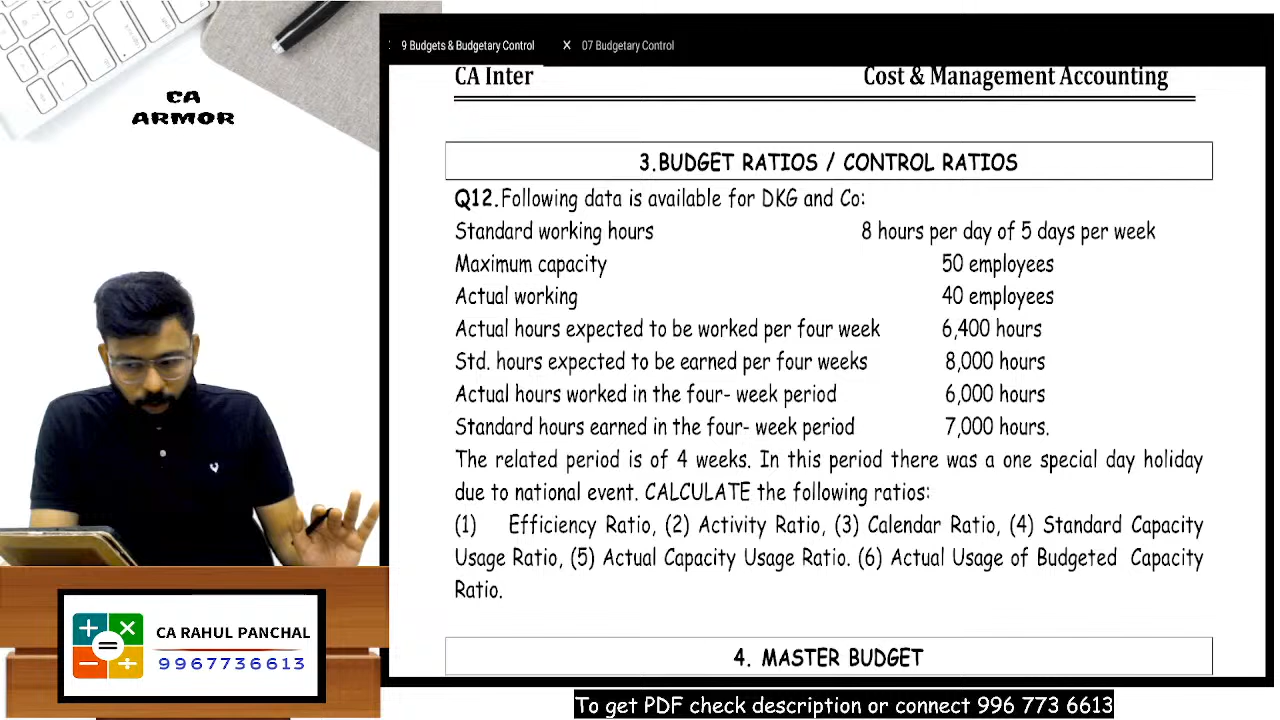 9 Budgets & Budgetary Control
07 Budgetary Control
CA ARMOR
CA Inter Cost & Management Accounting
3.BUDGET RATIOS / CONTROL RATIOS
Q12.Following data is available for DKG and Co:
Standard working hours 8 hours per day of 5 days per week
Maximum capacity 50 employees
Actual working 40 employees
Actual hours expected to be worked per four week 6,400 hours
Std. hours expected to be earned per four weeks 8,000 hours
Actual hours worked in the four- week period 6,000 hours
Standard hours earned in the four- week period 7,000 hours.
The related period is of 4 weeks. In this period there was a one special day holiday
due to national event. CALCULATE the following ratios:
(1) Efficiency Ratio, (2) Activity Ratio, (3) Calendar Ratio, (4) Standard Capacity
Usage Ratio, (5) Actual Capacity Usage Ratio. (6) Actual Usage of Budgeted Capacity
Ratio.
4. MASTER BUDGET
CA RAHUL PANCHAL
9967736613
To get PDF check description or connect 996 773 6613